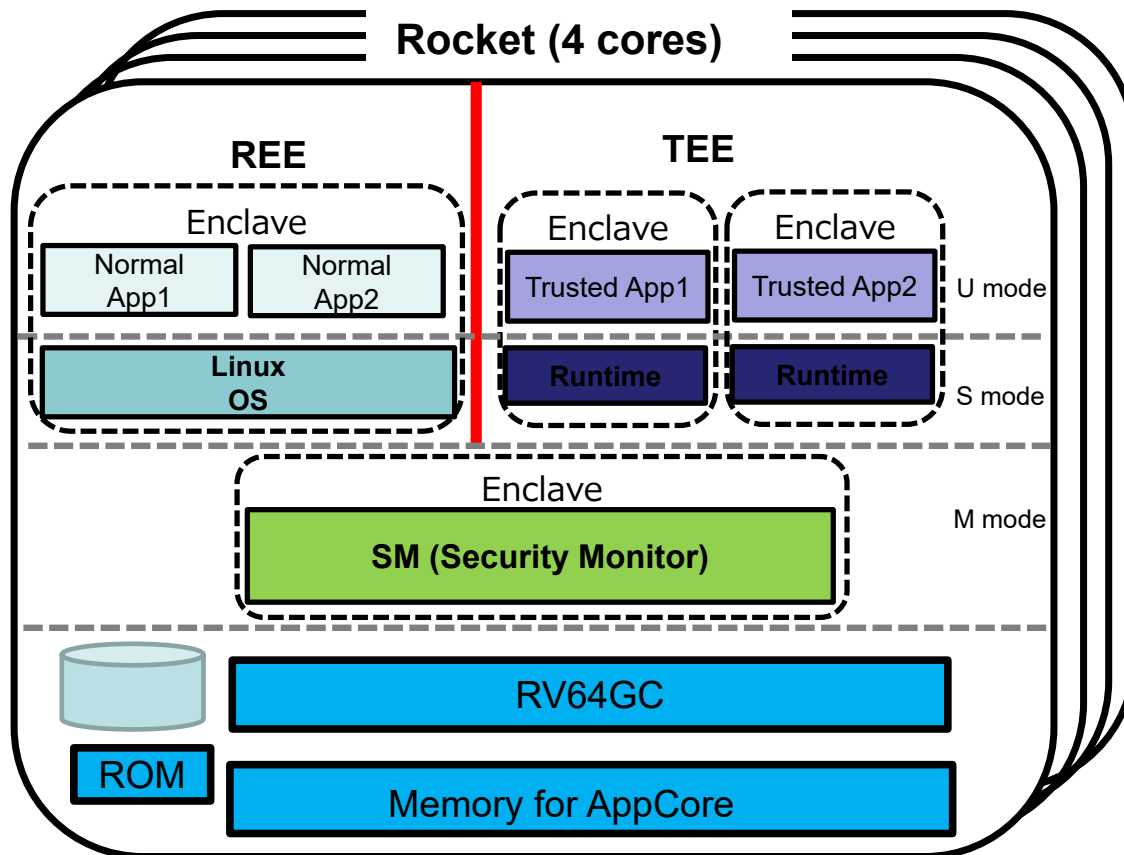 Rocket (4 cores)
REE
TEE
Enclave
Enclave
Enclave
Normal
App1
Normal
App2
Trusted App1
Trusted App2
U mode
Linux
OS
Runtime
Runtime
S mode
Enclave
SM (Security Monitor)
M mode
RV64GC
ROM
Memory for AppCore